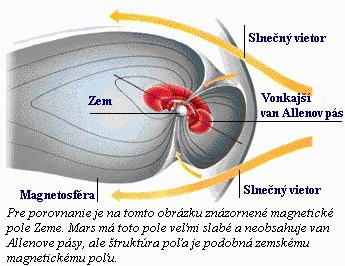 Slnečný vietor
Zem
Vonkajší
van Allenov pás
Magnetosféra
Slnečný vietor
Pre porovnanie je na tomto obrázku znázornené magnetické
pole Zeme. Mars má toto pole veľmi slabé a neobsahuje van
Allenove pásy, ale štruktúra poľa je podobná zemskému
magnetickému poľu.